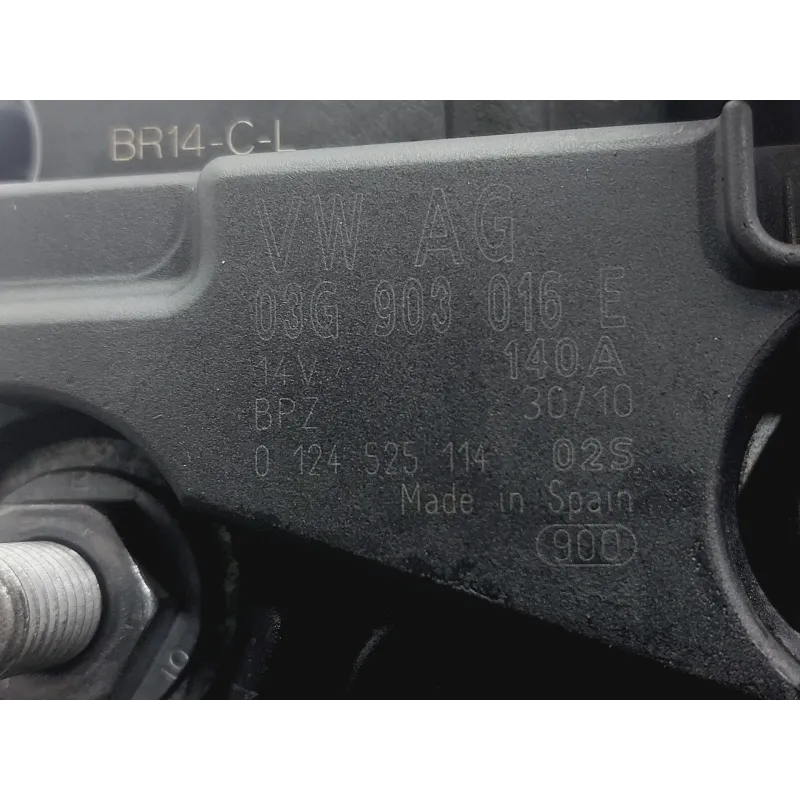 BR14-C-L
VW AG
03G 903 016 E
14V 140A
BPZ 30/10
0 124 525 114 02S
Made in Spain
900
10